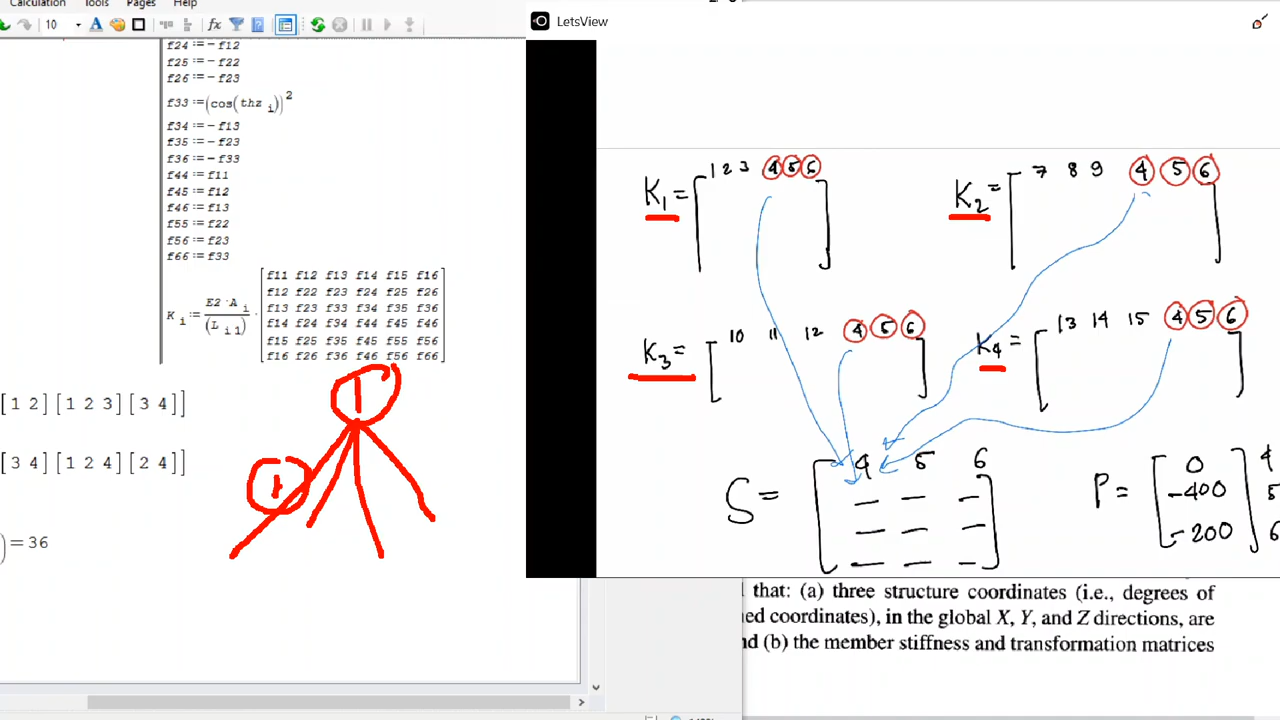 Calculation Tools Pages Help
10 A fx
f24 := - f12
f25 := - f22
f26 := - f23
f33 := (cos(thz i))2
f34 := - f13
f35 := - f23
f36 := - f33
f44 := f11
f45 := f12
f46 := f13
f55 := f22
f56 := f23
f66 := f33
K i := E2 · A i / (L i 1) · [
f11 f12 f13 f14 f15 f16
f12 f22 f23 f24 f25 f26
f13 f23 f33 f34 f35 f36
f14 f24 f34 f44 f45 f46
f15 f25 f35 f45 f55 f56
f16 f26 f36 f46 f56 f66
]
[1 2] [1 2 3] [3 4]]
[3 4] [1 2 4] [2 4]]
) = 36
1
1
LetsView
K1 = [ 1 2 3 4 5 6 ]
K2 = [ 7 8 9 4 5 6 ]
K3 = [ 10 11 12 4 5 6 ]
K4 = [ 13 14 15 4 5 6 ]
4 5 6
S = [
— — —
— — —
— — —
]
P = [
0 4
-400 5
-200 6
]
that: (a) three structure coordinates (i.e., degrees of
ed coordinates), in the global X, Y, and Z directions, are
d (b) the member stiffness and transformation matrices